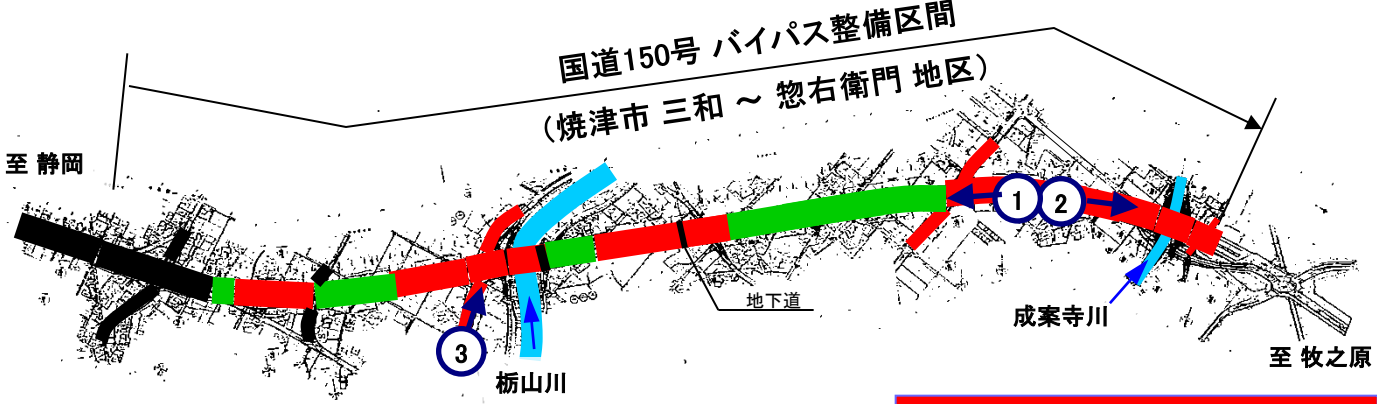 国道150号 バイパス整備区間
(焼津市 三和 ～ 惣右衛門 地区)
至 静岡
1
2
3
地下道
栃山川
成案寺川
至 牧之原